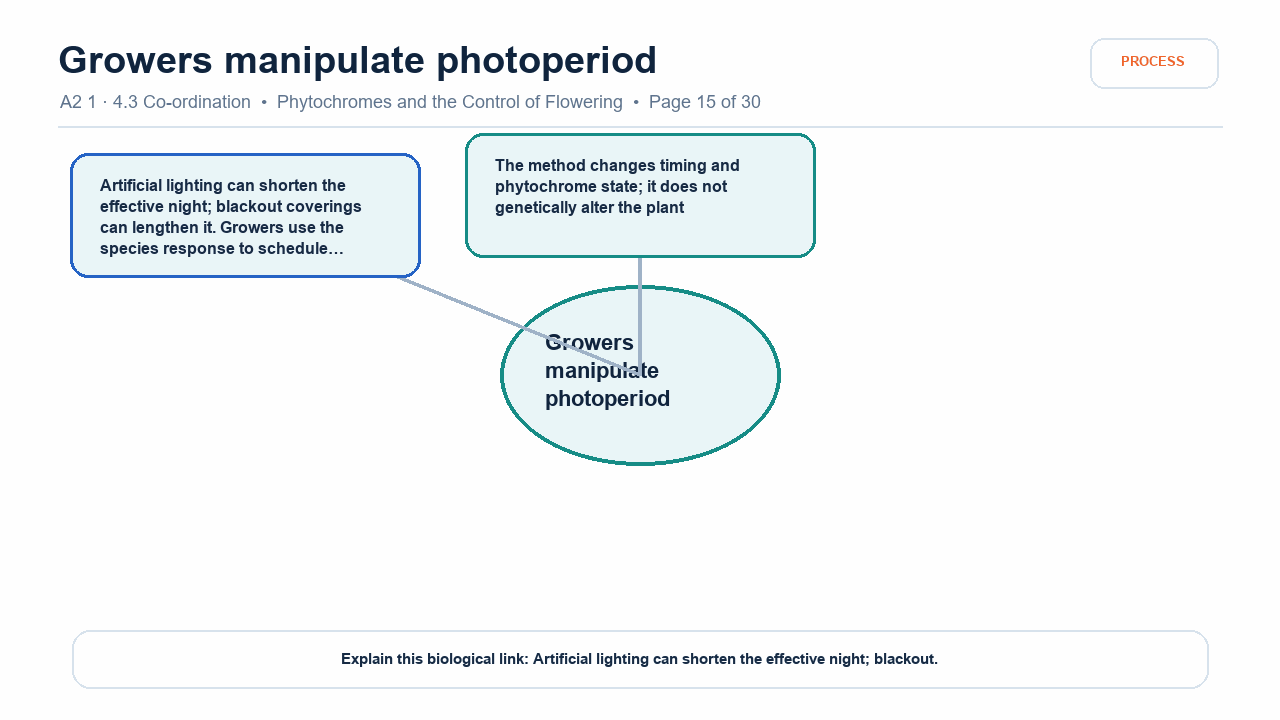 Growers manipulate photoperiod
PROCESS
A2 1 · 4.3 Co-ordination • Phytochromes and the Control of Flowering • Page 15 of 30
Artificial lighting can shorten the
effective night; blackout coverings
can lengthen it. Growers use the
species response to schedule…
The method changes timing and
phytochrome state; it does not
genetically alter the plant
Growers
manipulate
photoperiod
Explain this biological link: Artificial lighting can shorten the effective night; blackout.